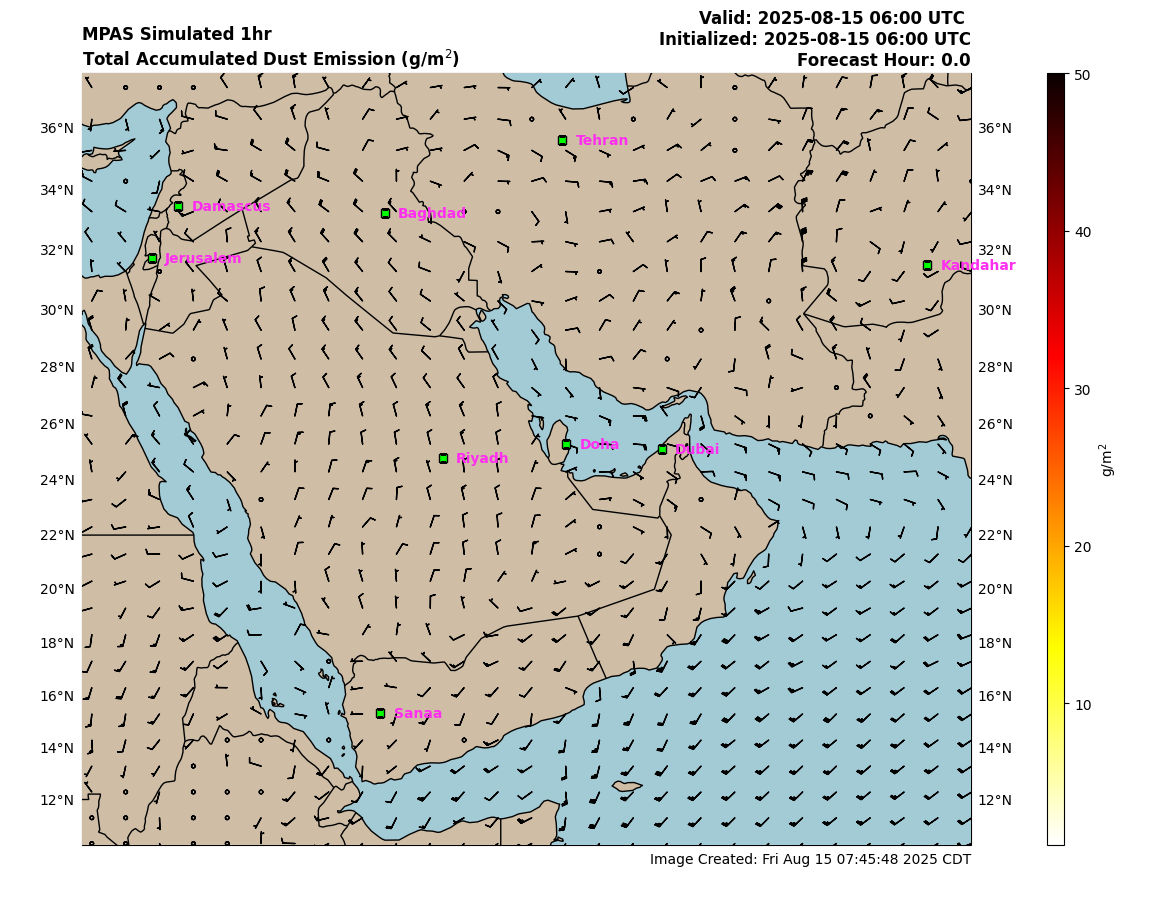 MPAS Simulated 1hr
Total Accumulated Dust Emission (g/m²)
Valid: 2025-08-15 06:00 UTC
Initialized: 2025-08-15 06:00 UTC
Forecast Hour: 0.0
36°N
34°N
32°N
30°N
28°N
26°N
24°N
22°N
20°N
18°N
16°N
14°N
12°N
Tehran
Damascus
Baghdad
Jerusalem
Kandahar
Doha
Dubai
Riyadh
Sanaa
36°N
34°N
32°N
30°N
28°N
26°N
24°N
22°N
20°N
18°N
16°N
14°N
12°N
50
40
30
20
10
g/m²
Image Created: Fri Aug 15 07:45:48 2025 CDT